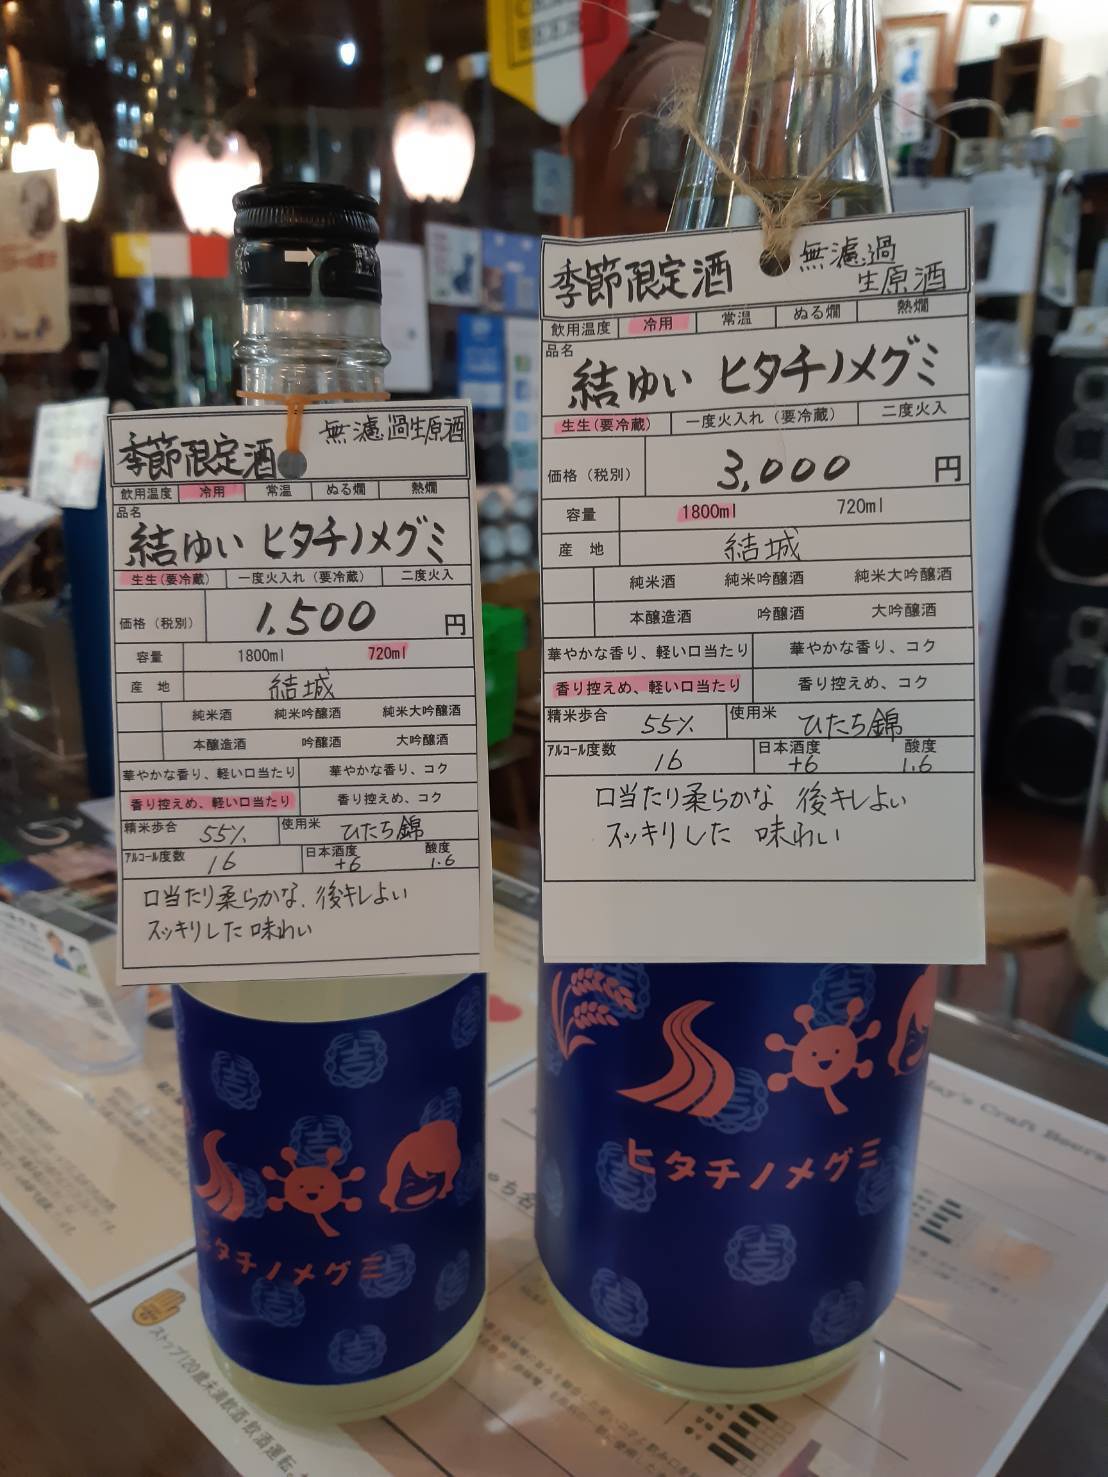 季節限定酒 無濾過生原酒
飲用温度 冷用 常温 ぬる燗 熱燗
品名
結ゆい ヒタチノメグミ
生生(要冷蔵) 一度火入れ(要冷蔵) 二度火入
価格(税別) 1,500 円
容量 1800ml 720ml
産 地 結城
純米酒 純米吟醸酒 純米大吟醸酒
本醸造酒 吟醸酒 大吟醸酒
華やかな香り、軽い口当たり 華やかな香り、コク
香り控えめ、軽い口当たり 香り控えめ、コク
精米歩合 55% 使用米 ひたち錦
アルコール度数 16 日本酒度 +6 酸度 1.6
口当たり柔らかな、後キレよい
スッキリした味わい
季節限定酒 無濾過
生原酒
飲用温度 冷用 常温 ぬる燗 熱燗
品名
結ゆい ヒタチノメグミ
生生(要冷蔵) 一度火入れ(要冷蔵) 二度火入
価格(税別) 3,000 円
容量 1800ml 720ml
産 地 結城
純米酒 純米吟醸酒 純米大吟醸酒
本醸造酒 吟醸酒 大吟醸酒
華やかな香り、軽い口当たり 華やかな香り、コク
香り控えめ、軽い口当たり 香り控えめ、コク
精米歩合 55% 使用米 ひたち錦
アルコール度数 16 日本酒度 +6 酸度 1.6
口当たり柔らかな 後キレよい
スッキリした 味わい
ヒタチノメグミ
ヒタチノメグミ
Craft Beers
ストップ!20歳未満飲酒・飲酒運転